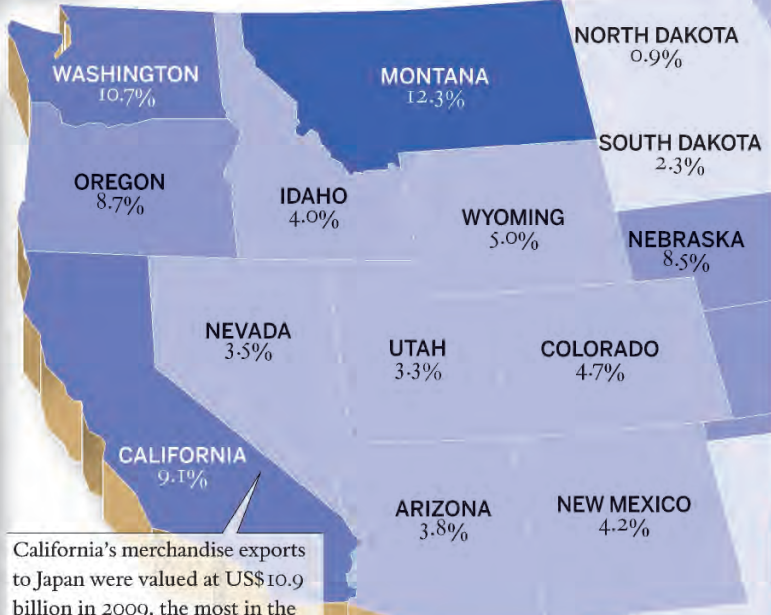 NORTH DAKOTA
0.9%
WASHINGTON
10.7%
MONTANA
12.3%
SOUTH DAKOTA
2.3%
OREGON
8.7%
IDAHO
4.0%
WYOMING
5.0%
NEBRASKA
8.5%
NEVADA
3.5%
UTAH
3.3%
COLORADO
4.7%
CALIFORNIA
9.1%
ARIZONA
3.8%
NEW MEXICO
4.2%
California's merchandise exports
to Japan were valued at US$10.9
billion in 2009, the most in the